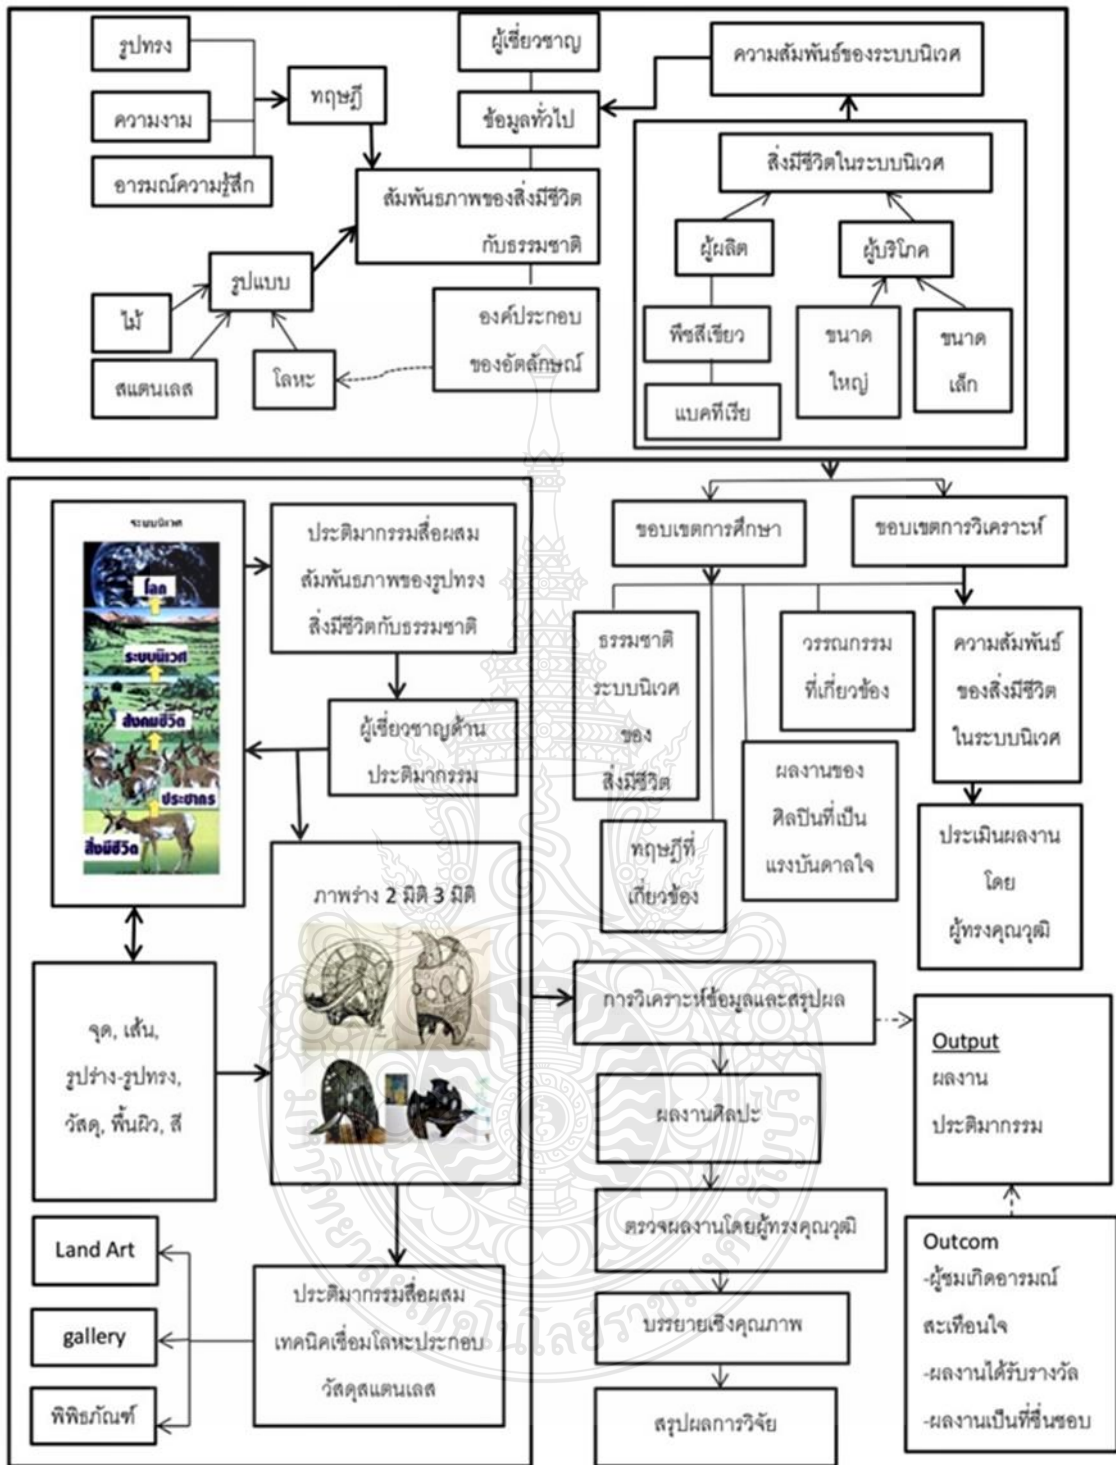 รูปทรง
ความงาม
อารมณ์ความรู้สึก
ทฤษฎี
ผู้เชี่ยวชาญ
ข้อมูลทั่วไป
สัมพันธภาพของสิ่งมีชีวิต
กับธรรมชาติ
รูปแบบ
ไม้
สแตนเลส
โลหะ
องค์ประกอบ
ของอัตลักษณ์
ความสัมพันธ์ของระบบนิเวศ
สิ่งมีชีวิตในระบบนิเวศ
ผู้ผลิต
ผู้บริโภค
พืชสีเขียว
แบคทีเรีย
ขนาด
ใหญ่
ขนาด
เล็ก
ระบบนิเวศ
โลก
ระบบนิเวศ
สังคมชีวิต
ประชากร
สิ่งมีชีวิต
ประติมากรรมสื่อผสม
สัมพันธภาพของรูปทรง
สิ่งมีชีวิตกับธรรมชาติ
ผู้เชี่ยวชาญด้าน
ประติมากรรม
ภาพร่าง 2 มิติ 3 มิติ
จุด, เส้น,
รูปร่าง-รูปทรง,
วัสดุ, พื้นผิว, สี
Land Art
gallery
พิพิธภัณฑ์
ประติมากรรมสื่อผสม
เทคนิคเชื่อมโลหะประกอบ
วัสดุสแตนเลส
ขอบเขตการศึกษา
ขอบเขตการวิเคราะห์
ธรรมชาติ
ระบบนิเวศ
ของ
สิ่งมีชีวิต
ทฤษฎีที่
เกี่ยวข้อง
ผลงานของ
ศิลปินที่เป็น
แรงบันดาลใจ
วรรณกรรม
ที่เกี่ยวข้อง
ความสัมพันธ์
ของสิ่งมีชีวิต
ในระบบนิเวศ
ประเมินผลงาน
โดย
ผู้ทรงคุณวุฒิ
การวิเคราะห์ข้อมูลและสรุปผล
ผลงานศิลปะ
ตรวจผลงานโดยผู้ทรงคุณวุฒิ
บรรยายเชิงคุณภาพ
สรุปผลการวิจัย
Output
ผลงาน
ประติมากรรม
Outcom
-ผู้ชมเกิดอารมณ์
สะเทือนใจ
-ผลงานได้รับรางวัล
-ผลงานเป็นที่ชื่นชอบ
มหาวิทยาลัยเทคโนโลยีราชมงคลธัญบุรี